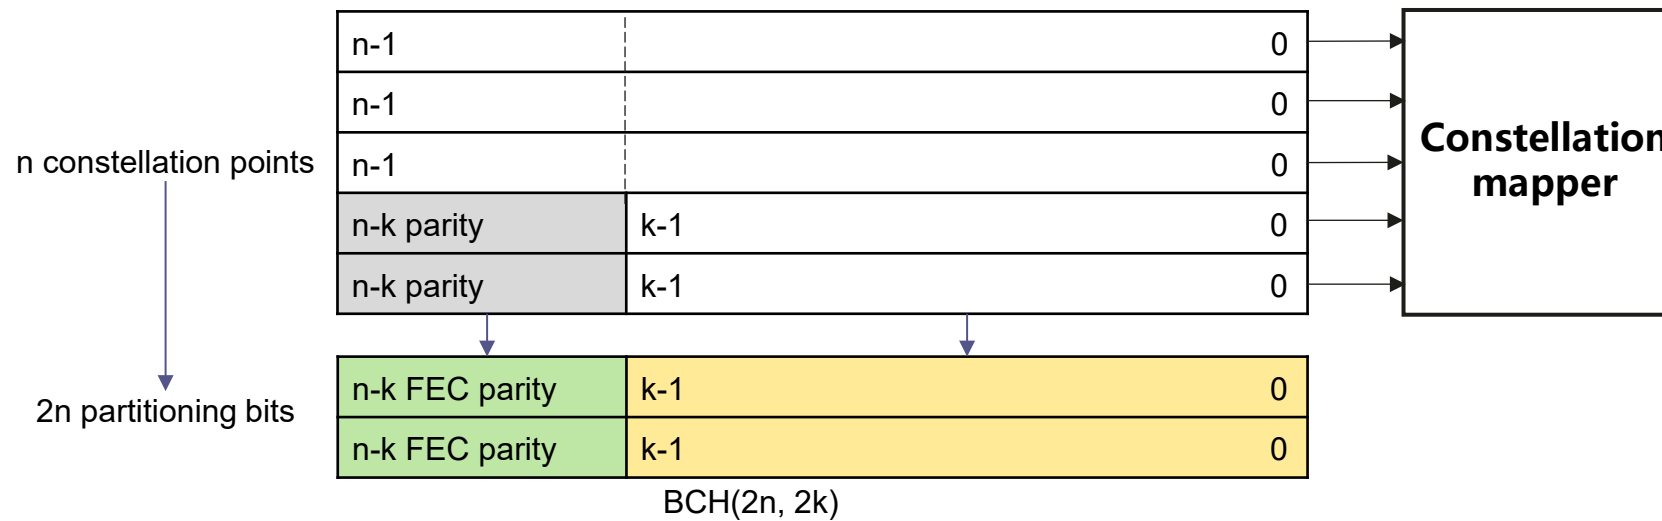 n-1 0
n-1 0
n-1 0
n constellation points
n-k parity k-1 0
n-k parity k-1 0
Constellation
mapper
n-k FEC parity k-1 0
2n partitioning bits
n-k FEC parity k-1 0
BCH(2n, 2k)